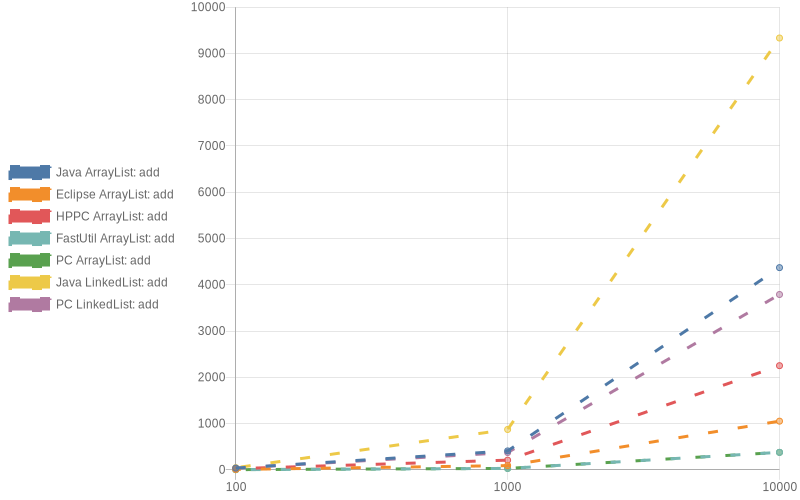 Java ArrayList: add
Eclipse ArrayList: add
HPPC ArrayList: add
FastUtil ArrayList: add
PC ArrayList: add
Java LinkedList: add
PC LinkedList: add
10000
9000
8000
7000
6000
5000
4000
3000
2000
1000
0
100
1000
10000